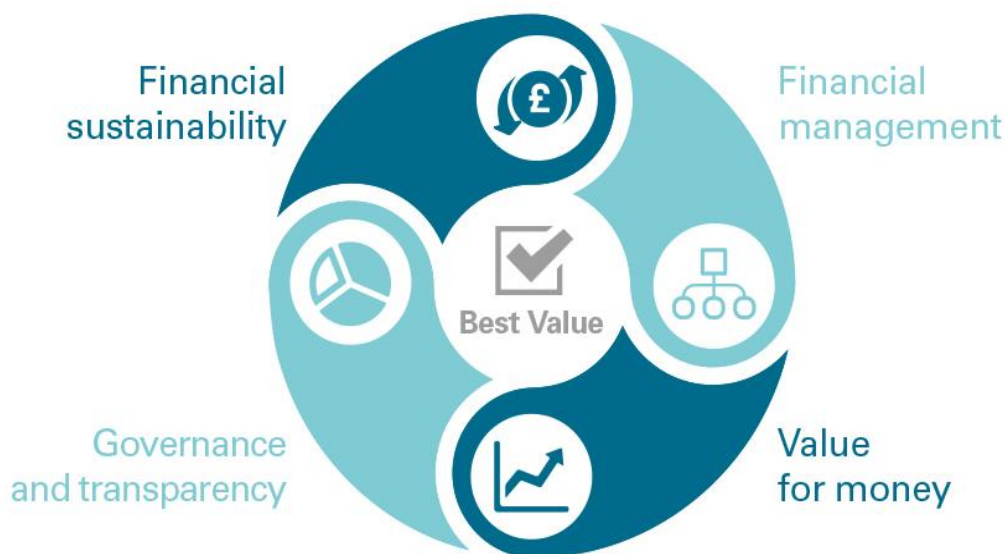 Financial
sustainability
Financial
management
£
Best Value
Governance
and transparency
Value
for money